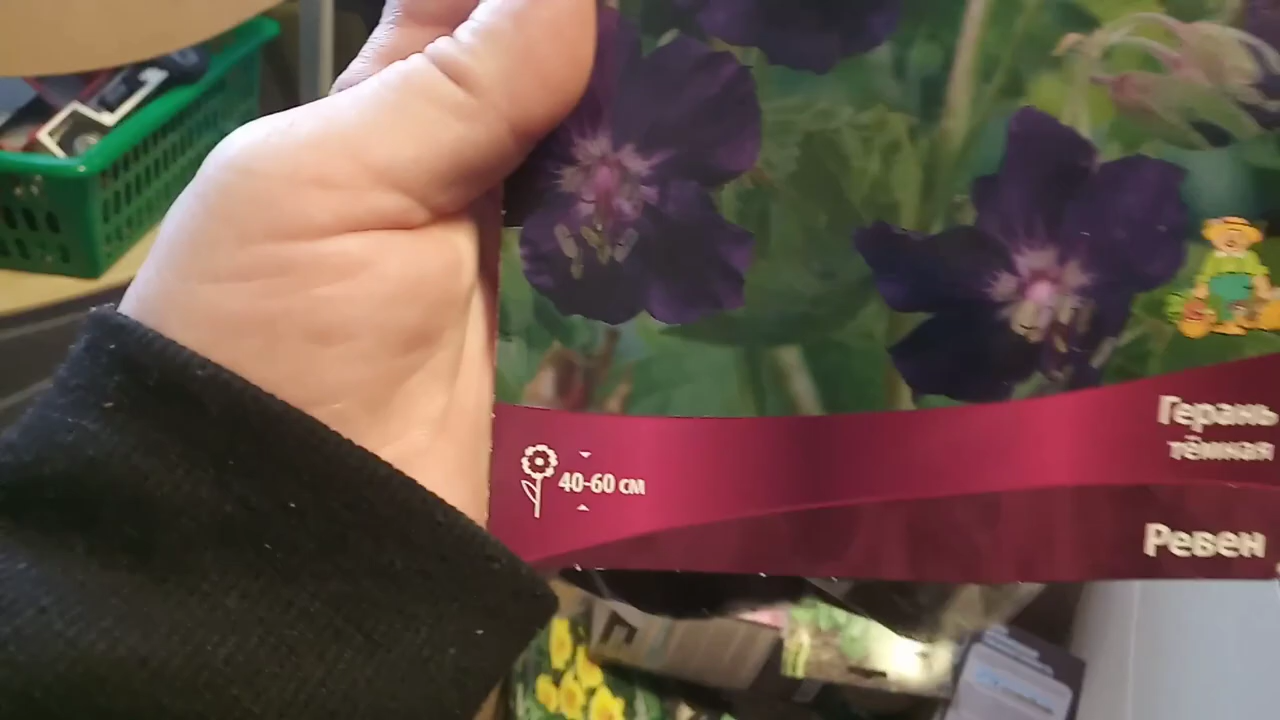 Герань
тёмная
40-60 см
Ревен